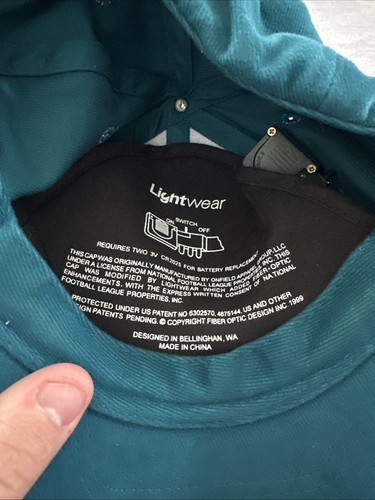 Lightwear
SWITCH
ON
OFF
REQUIRES TWO 3V CR2025 FOR BATTERY REPLACEMENT
THIS CAP WAS ORIGINALLY MANUFACTURED BY ONFIELD APPAREL GROUP, LLC
UNDER A LICENSE FROM NATIONAL FOOTBALL LEAGUE PROPERTIES INC THIS
CAP WAS MODIFIED BY LIGHTWEAR WHICH ADDED FIBER-OPTIC
ENHANCEMENTS. WITH THE EXPRESS WRITTEN CONSENT OF NATIONAL
FOOTBALL LEAGUE PROPERTIES, INC.
PROTECTED UNDER US PATENT NO 6302570, 4875144, US AND OTHER
PATENTS PENDING. © COPYRIGHT FIBER OPTIC DESIGN INC 1999
DESIGNED IN BELLINGHAN, WA
MADE IN CHINA